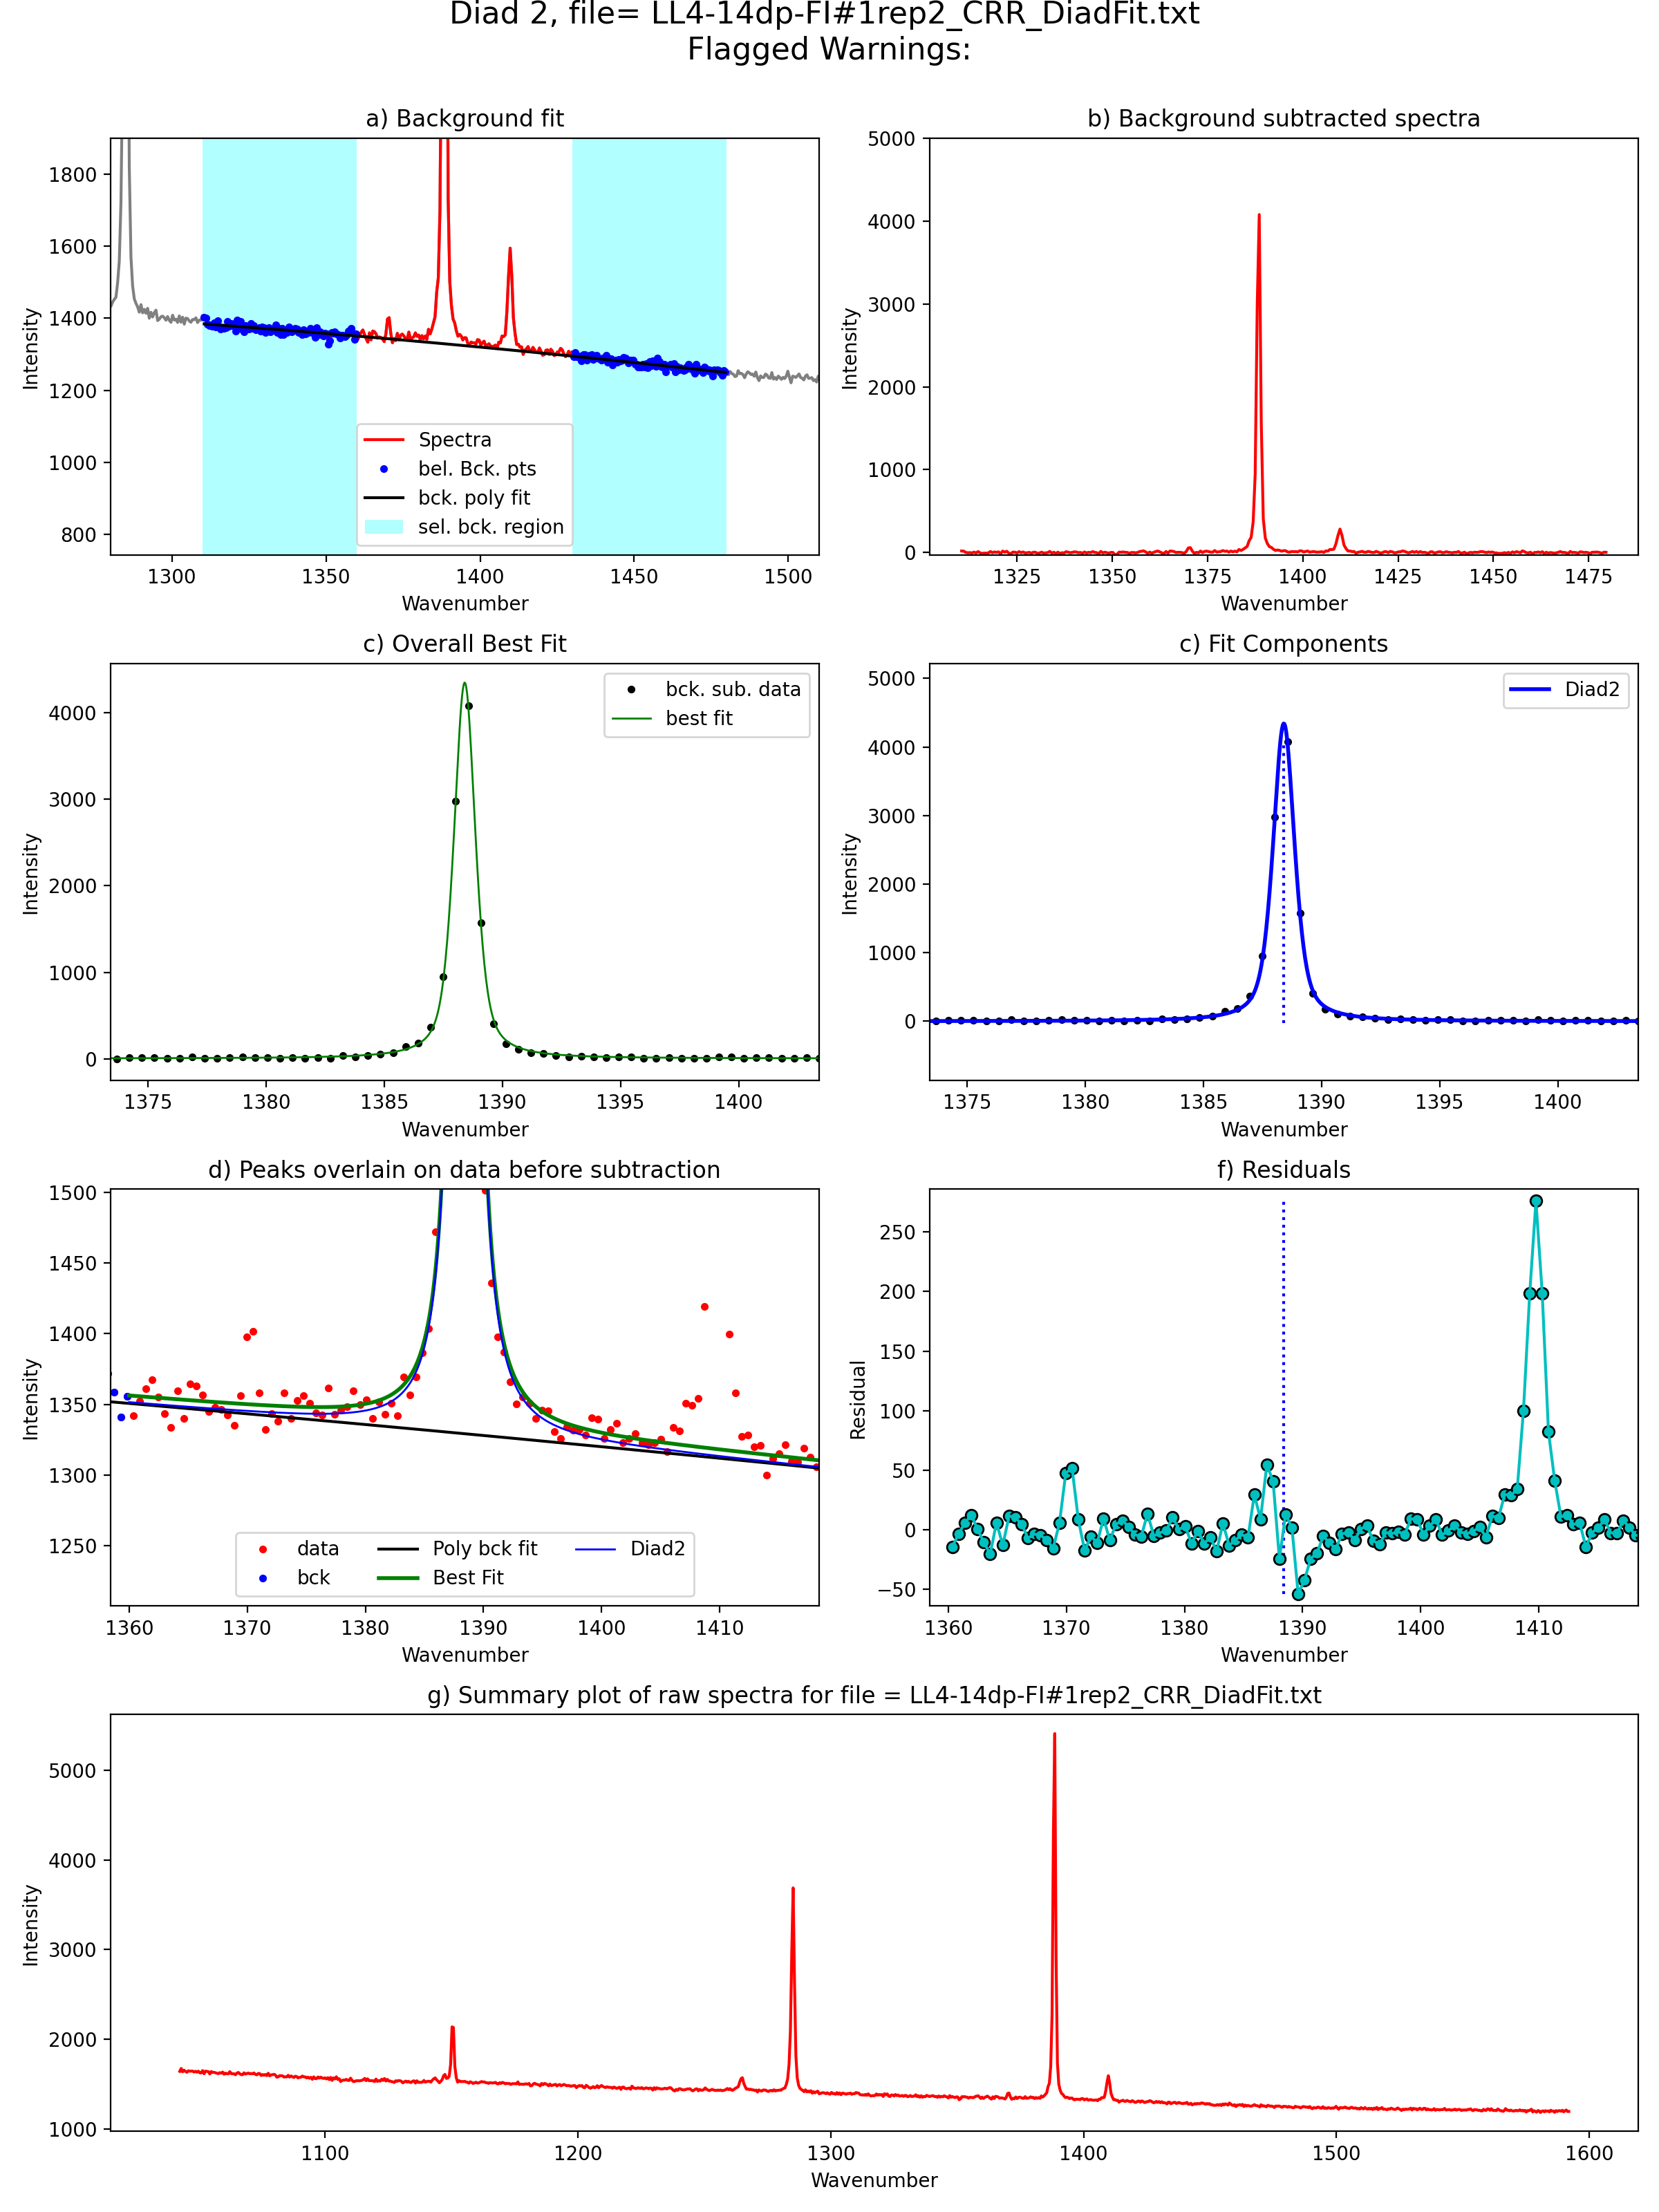 Diad 2, file= LL4-14dp-FI#1rep2_CRR_DiadFit.txt
Flagged Warnings:
a) Background fit
1800
1600
1400
1200
1000
800
Intensity
Spectra
bel. Bck. pts
bck. poly fit
sel. bck. region
1300 1350 1400 1450 1500
Wavenumber
b) Background subtracted spectra
5000
4000
3000
2000
1000
0
Intensity
1325 1350 1375 1400 1425 1450 1475
Wavenumber
c) Overall Best Fit
4000
3000
2000
1000
0
Intensity
bck. sub. data
best fit
1375 1380 1385 1390 1395 1400
Wavenumber
c) Fit Components
5000
4000
3000
2000
1000
0
Intensity
Diad2
1375 1380 1385 1390 1395 1400
Wavenumber
d) Peaks overlain on data before subtraction
1500
1450
1400
1350
1300
1250
Intensity
data
bck
Poly bck fit
Best Fit
Diad2
1360 1370 1380 1390 1400 1410
Wavenumber
f) Residuals
250
200
150
100
50
0
−50
Residual
1360 1370 1380 1390 1400 1410
Wavenumber
g) Summary plot of raw spectra for file = LL4-14dp-FI#1rep2_CRR_DiadFit.txt
5000
4000
3000
2000
1000
Intensity
1100 1200 1300 1400 1500 1600
Wavenumber